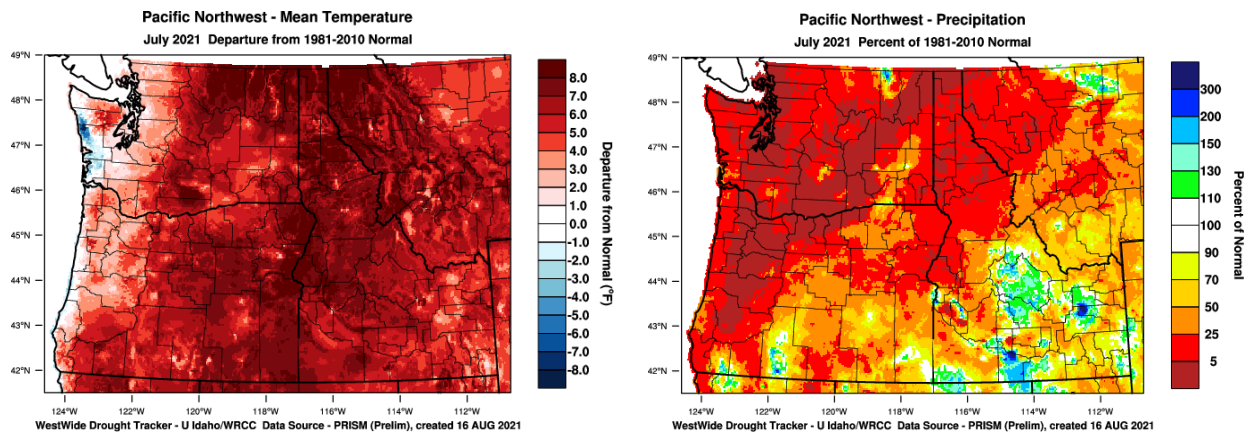 Pacific Northwest - Mean Temperature
July 2021 Departure from 1981-2010 Normal
49°N
48°N
47°N
46°N
45°N
44°N
43°N
42°N
124°W 122°W 120°W 118°W 116°W 114°W 112°W
8.0
7.0
6.0
5.0
4.0
3.0
2.0
1.0
0.0
-1.0
-2.0
-3.0
-4.0
-5.0
-6.0
-7.0
-8.0
Departure from Normal (°F)
WestWide Drought Tracker - U Idaho/WRCC Data Source - PRISM (Prelim), created 16 AUG 2021
Pacific Northwest - Precipitation
July 2021 Percent of 1981-2010 Normal
49°N
48°N
47°N
46°N
45°N
44°N
43°N
42°N
124°W 122°W 120°W 118°W 116°W 114°W 112°W
300
200
150
130
110
100
90
70
50
25
5
Percent of Normal
WestWide Drought Tracker - U Idaho/WRCC Data Source - PRISM (Prelim), created 16 AUG 2021